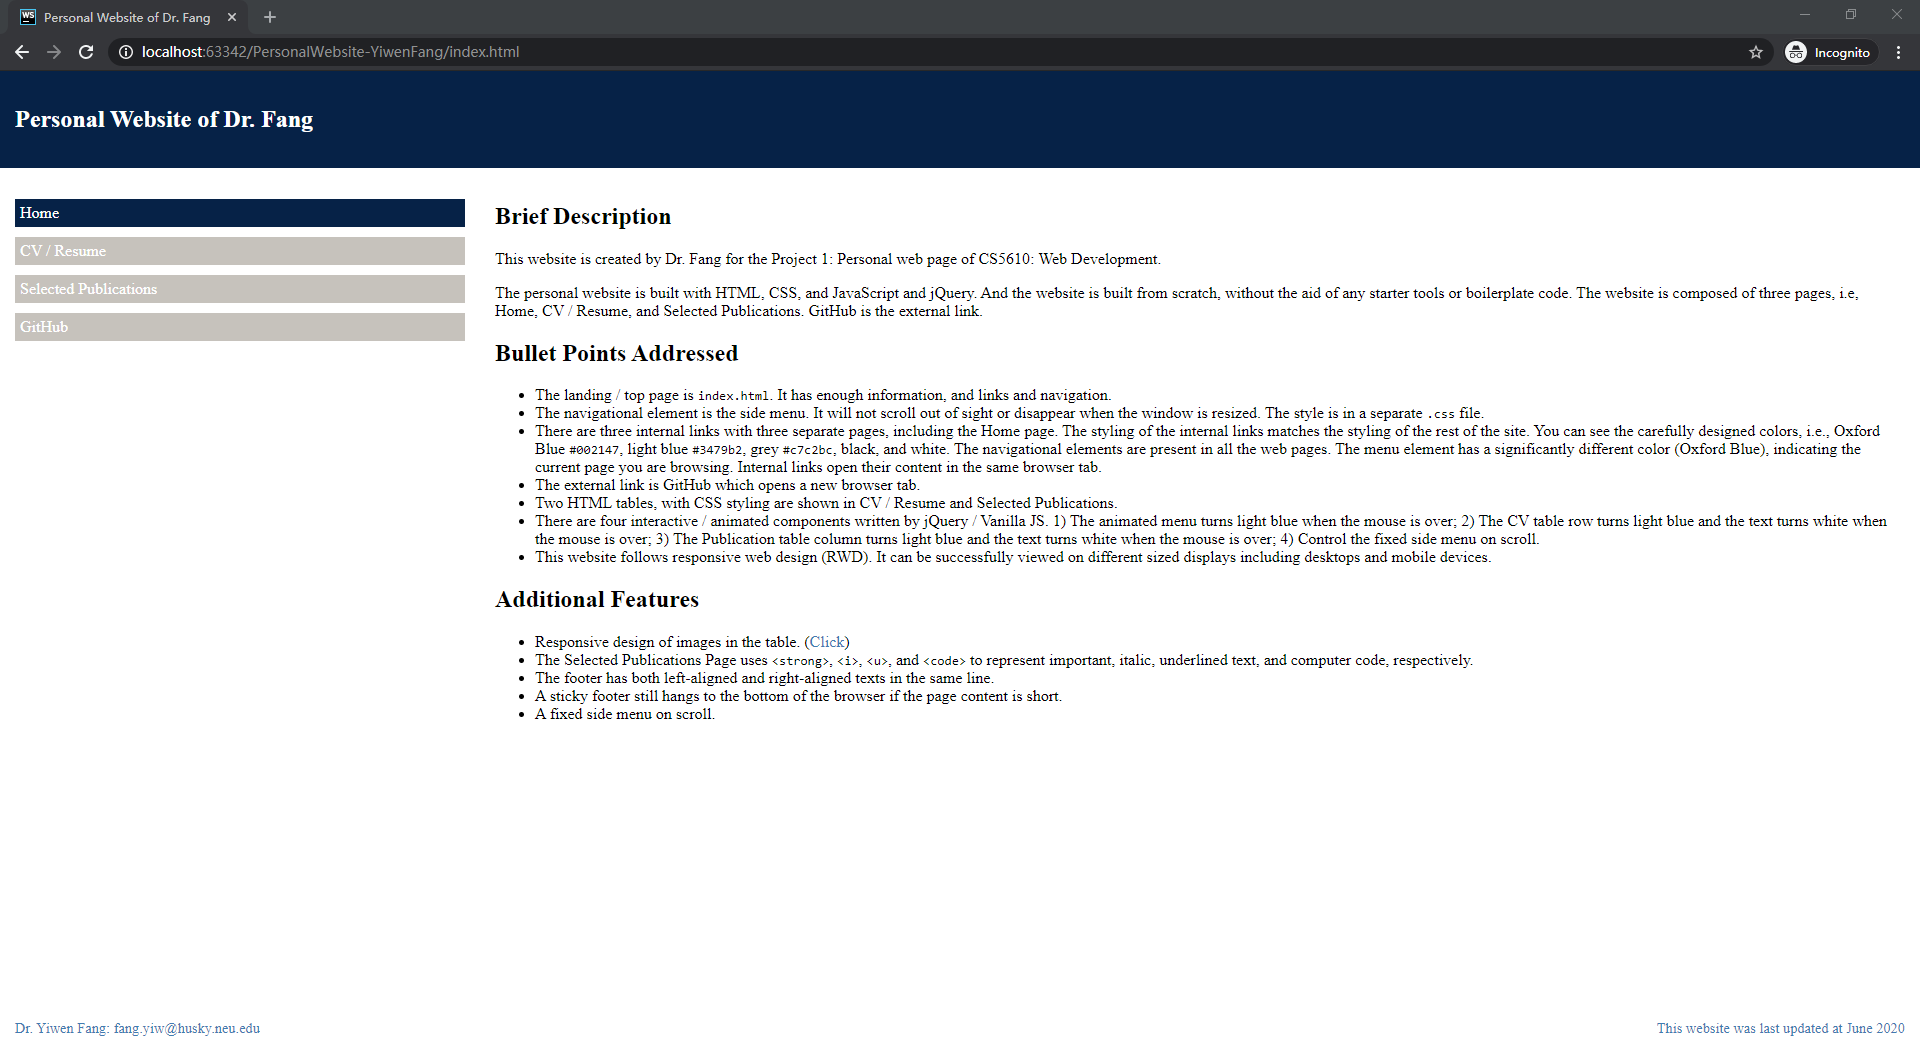 WS Personal Website of Dr. Fang
localhost:63342/PersonalWebsite-YiwenFang/index.html
Incognito
Personal Website of Dr. Fang
Home
CV / Resume
Selected Publications
GitHub
Brief Description
This website is created by Dr. Fang for the Project 1: Personal web page of CS5610: Web Development.
The personal website is built with HTML, CSS, and JavaScript and jQuery. And the website is built from scratch, without the aid of any starter tools or boilerplate code. The website is composed of three pages, i.e,
Home, CV / Resume, and Selected Publications. GitHub is the external link.
Bullet Points Addressed
• The landing / top page is index.html. It has enough information, and links and navigation.
• The navigational element is the side menu. It will not scroll out of sight or disappear when the window is resized. The style is in a separate .css file.
• There are three internal links with three separate pages, including the Home page. The styling of the internal links matches the styling of the rest of the site. You can see the carefully designed colors, i.e., Oxford
Blue #002147, light blue #3479b2, grey #c7c2bc, black, and white. The navigational elements are present in all the web pages. The menu element has a significantly different color (Oxford Blue), indicating the
current page you are browsing. Internal links open their content in the same browser tab.
• The external link is GitHub which opens a new browser tab.
• Two HTML tables, with CSS styling are shown in CV / Resume and Selected Publications.
• There are four interactive / animated components written by jQuery / Vanilla JS. 1) The animated menu turns light blue when the mouse is over; 2) The CV table row turns light blue and the text turns white when
the mouse is over; 3) The Publication table column turns light blue and the text turns white when the mouse is over; 4) Control the fixed side menu on scroll.
• This website follows responsive web design (RWD). It can be successfully viewed on different sized displays including desktops and mobile devices.
Additional Features
• Responsive design of images in the table. (Click)
• The Selected Publications Page uses <strong>, <i>, <u>, and <code> to represent important, italic, underlined text, and computer code, respectively.
• The footer has both left-aligned and right-aligned texts in the same line.
• A sticky footer still hangs to the bottom of the browser if the page content is short.
• A fixed side menu on scroll.
Dr. Yiwen Fang: fang.yiw@husky.neu.edu
This website was last updated at June 2020